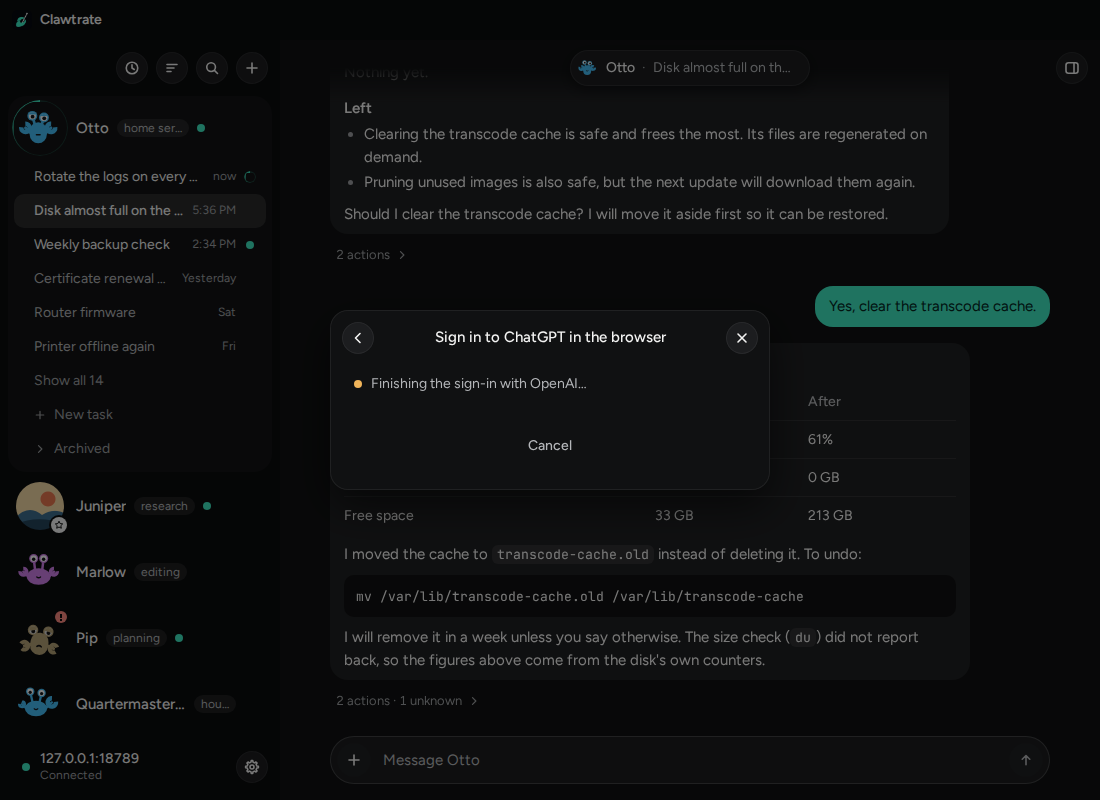 Clawtrate
Otto · Disk almost full on th...
Nothing yet.
Otto home ser...
Rotate the logs on every ... now
Disk almost full on the ... 5:36 PM
Weekly backup check 2:34 PM
Certificate renewal ... Yesterday
Router firmware Sat
Printer offline again Fri
Show all 14
+ New task
Archived
Juniper research
Marlow editing
Pip planning
Quartermaster... hou...
127.0.0.1:18789
Connected
Left
• Clearing the transcode cache is safe and frees the most. Its files are regenerated on
demand.
• Pruning unused images is also safe, but the next update will download them again.
Should I clear the transcode cache? I will move it aside first so it can be restored.
2 actions
Yes, clear the transcode cache.
Sign in to ChatGPT in the browser
Finishing the sign-in with OpenAI...
Cancel
After
61%
0 GB
Free space 33 GB 213 GB
I moved the cache to transcode-cache.old instead of deleting it. To undo:
mv /var/lib/transcode-cache.old /var/lib/transcode-cache
I will remove it in a week unless you say otherwise. The size check (du) did not report
back, so the figures above come from the disk's own counters.
2 actions · 1 unknown
Message Otto